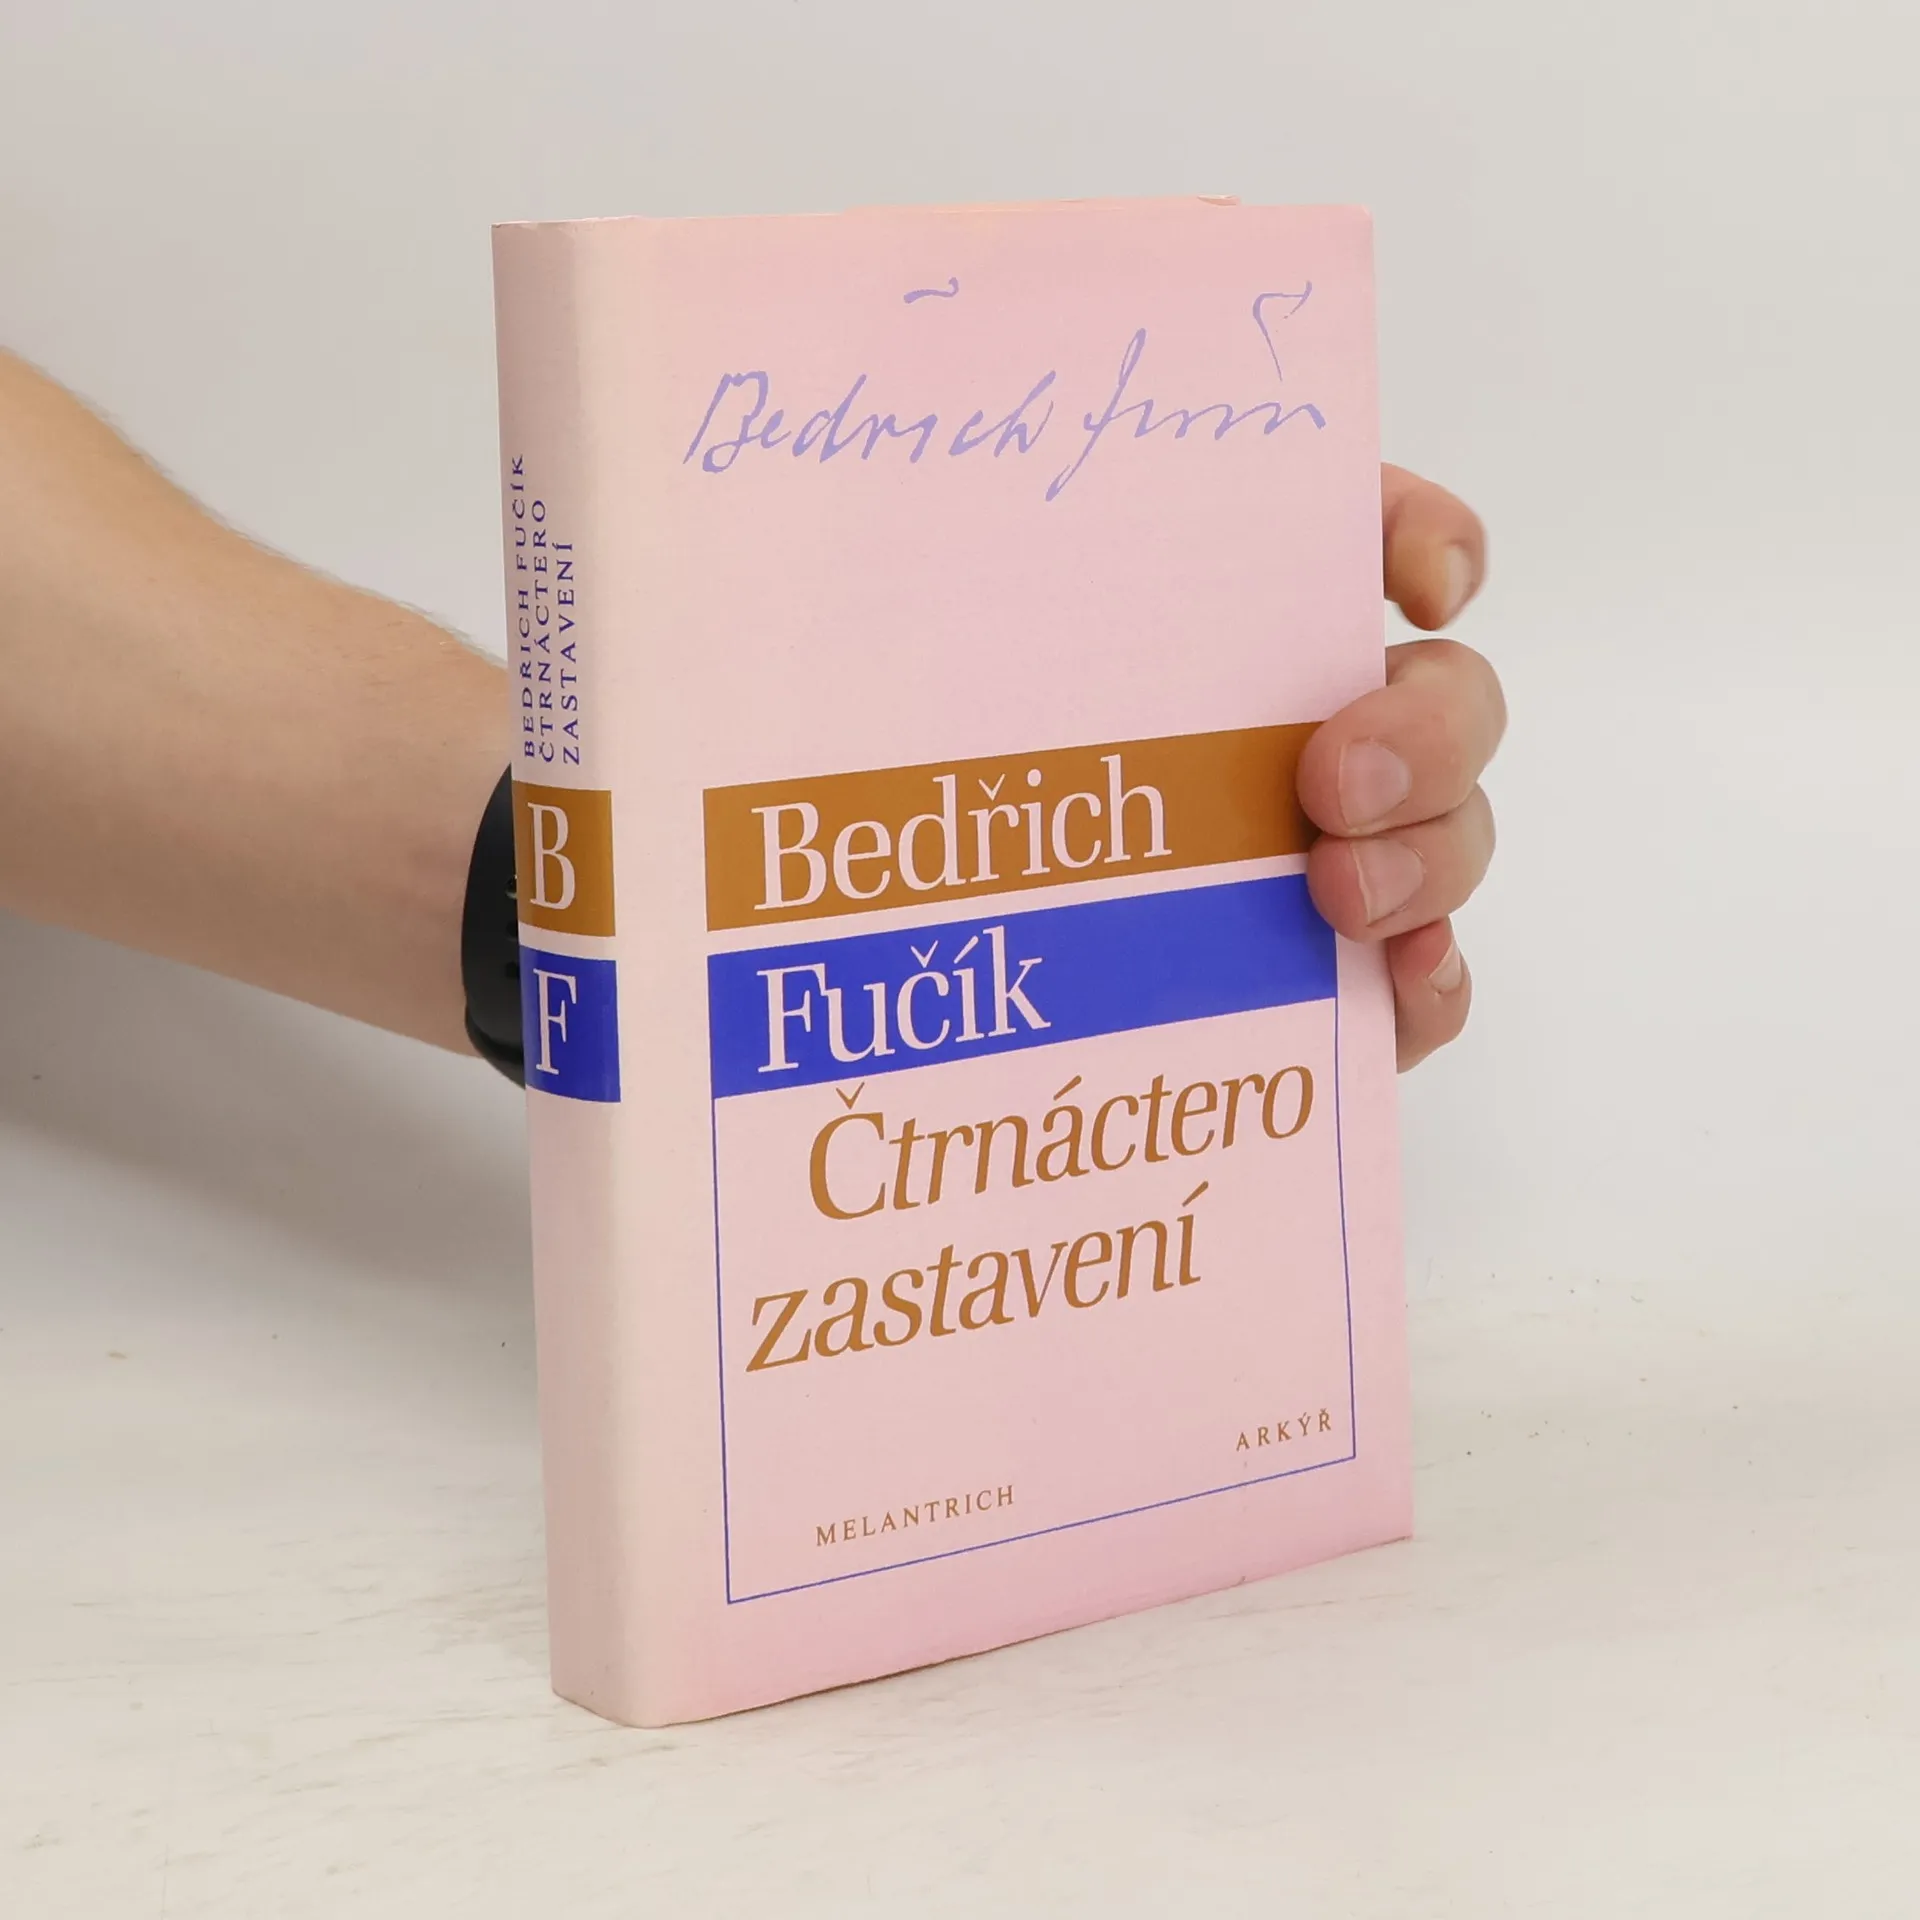 Bedřich Fučík
BEDŘICH FUČÍK
ČTRNÁCTERO
ZASTAVENÍ
B
F
Bedřich
Fučík
Čtrnáctero
zastavení
ARKÝŘ
MELANTRICH